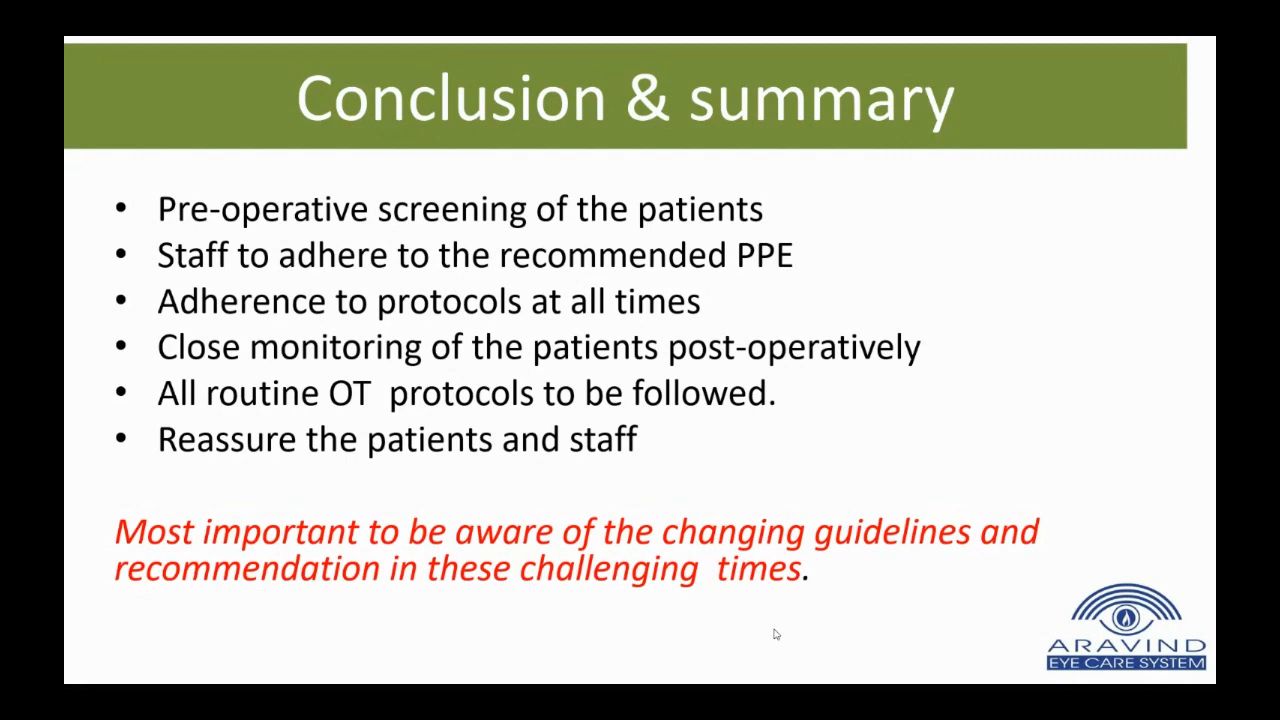 Conclusion & summary
• Pre-operative screening of the patients
• Staff to adhere to the recommended PPE
• Adherence to protocols at all times
• Close monitoring of the patients post-operatively
• All routine OT  protocols to be followed.
• Reassure the patients and staff
Most important to be aware of the changing guidelines and
recommendation in these challenging  times.
ARAVIND
EYE CARE SYSTEM